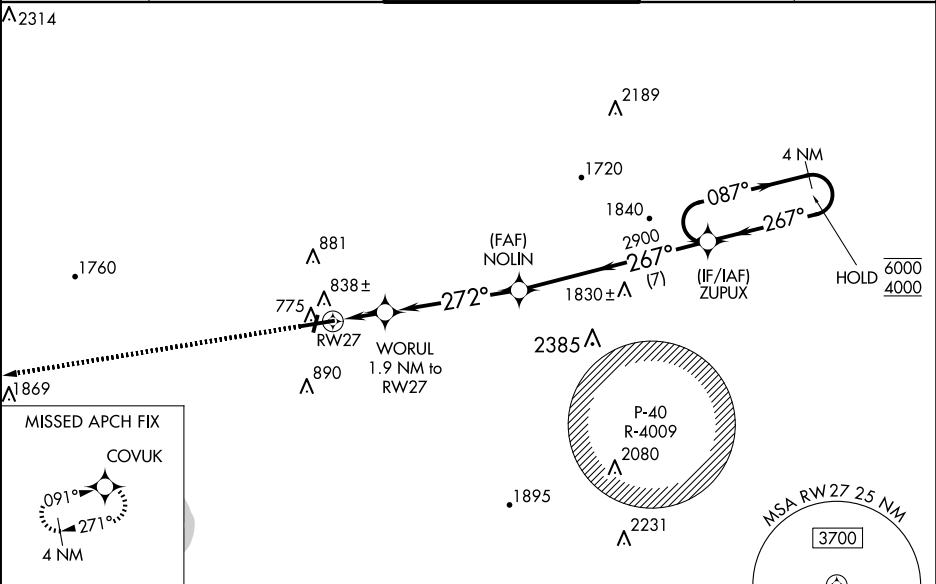 2314
2189
1720
4 NM
087°
1840
267°
2900
267°
(7)
(FAF)
NOLIN
(IF/IAF)
ZUPUX
HOLD 6000
4000
881
1760
838±
775
272°
1830±
RW27
WORUL
1.9 NM to
RW27
2385
890
1869
P-40
R-4009
2080
1895
2231
MISSED APCH FIX
COVUK
091°
271°
4 NM
MSA RW27 25 NM
3700